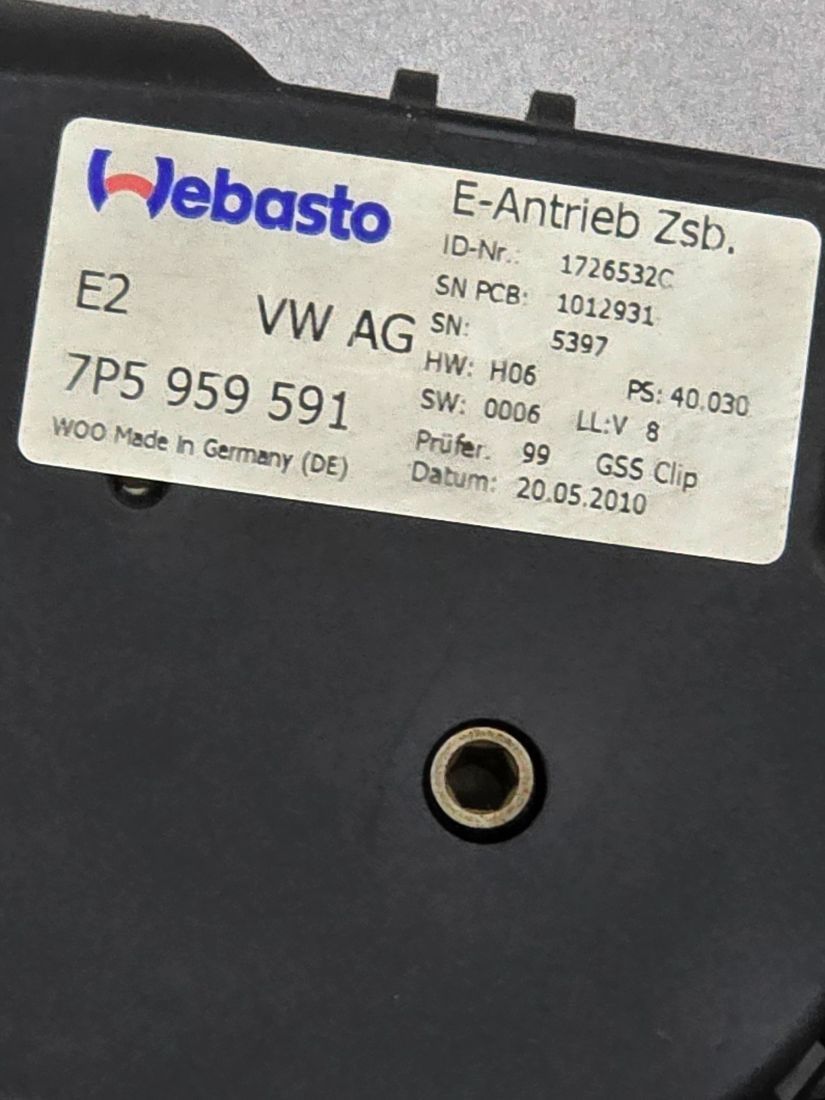 Webasto
E2
VW AG
7P5 959 591
WOO Made in Germany (DE)
E-Antrieb Zsb.
ID-Nr.: 1726532C
SN PCB: 1012931
SN: 5397
HW: H06 PS: 40.030
SW: 0006 LL:V 8
Prüfer. 99 GSS Clip
Datum: 20.05.2010